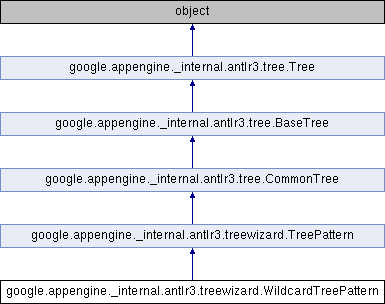 object
google.appengine._internal.antlr3.tree.Tree
google.appengine._internal.antlr3.tree.BaseTree
google.appengine._internal.antlr3.tree.CommonTree
google.appengine._internal.antlr3.treewizard.TreePattern
google.appengine._internal.antlr3.treewizard.WildcardTreePattern